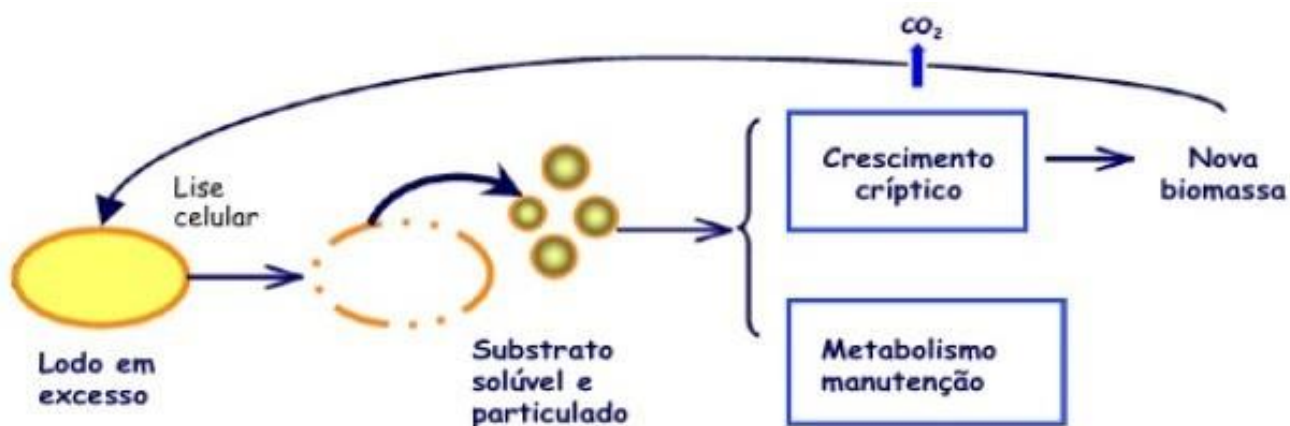 CO₂
Lise
celular
Crescimento
críptico
Nova
biomassa
Lodo em
excesso
Substrato
solúvel e
particulado
Metabolismo
manutenção